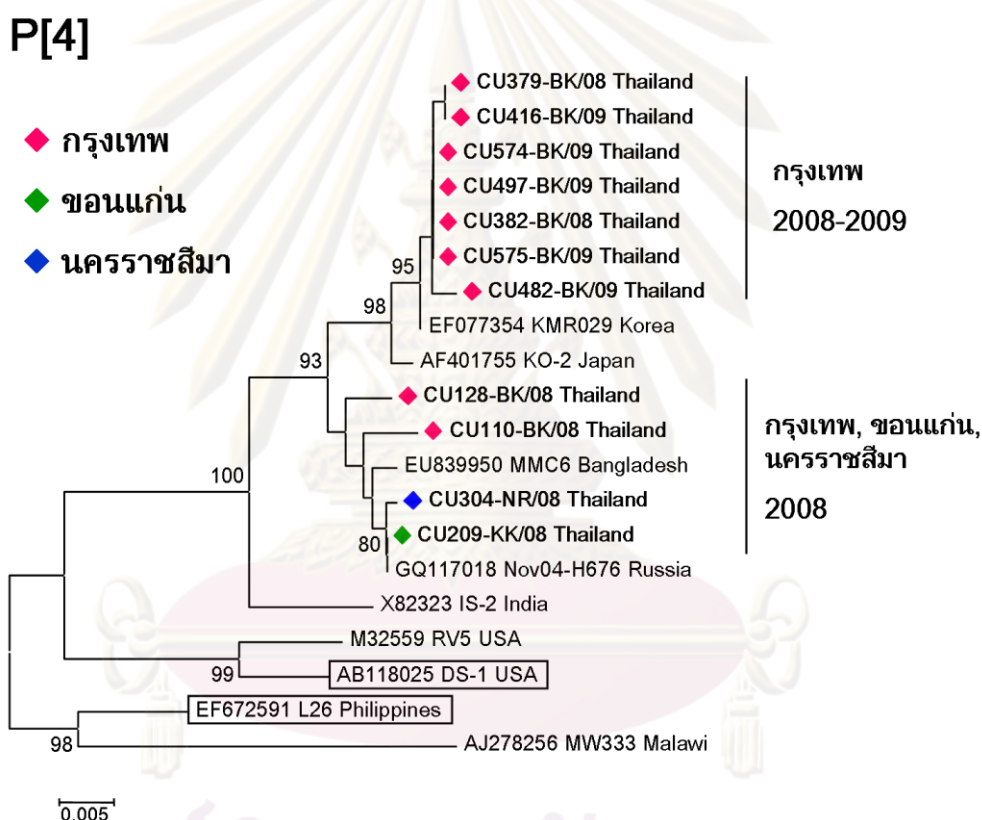 P[4]
กรุงเทพ
ขอนแก่น
นครราชสีมา
CU379-BK/08 Thailand
CU416-BK/09 Thailand
CU574-BK/09 Thailand
CU497-BK/09 Thailand
CU382-BK/08 Thailand
CU575-BK/09 Thailand
CU482-BK/09 Thailand
EF077354 KMR029 Korea
AF401755 KO-2 Japan
CU128-BK/08 Thailand
CU110-BK/08 Thailand
EU839950 MMC6 Bangladesh
CU304-NR/08 Thailand
CU209-KK/08 Thailand
GQ117018 Nov04-H676 Russia
X82323 IS-2 India
M32559 RV5 USA
AB118025 DS-1 USA
EF672591 L26 Philippines
AJ278256 MW333 Malawi
95
98
93
100
80
99
98
กรุงเทพ
2008-2009
กรุงเทพ, ขอนแก่น,
นครราชสีมา
2008
0.005